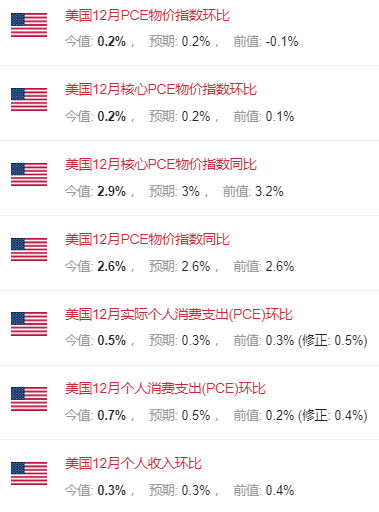 美国12月PCE物价指数环比
今值: 0.2% ， 预期: 0.2% ， 前值: -0.1%
美国12月核心PCE物价指数环比
今值: 0.2% ， 预期: 0.2% ， 前值: 0.1%
美国12月核心PCE物价指数同比
今值: 2.9% ， 预期: 3% ， 前值: 3.2%
美国12月PCE物价指数同比
今值: 2.6% ， 预期: 2.6% ， 前值: 2.6%
美国12月实际个人消费支出(PCE)环比
今值: 0.5% ， 预期: 0.3% ， 前值: 0.3% (修正: 0.5%)
美国12月个人消费支出(PCE)环比
今值: 0.7% ， 预期: 0.5% ， 前值: 0.2% (修正: 0.4%)
美国12月个人收入环比
今值: 0.3% ， 预期: 0.3% ， 前值: 0.4%